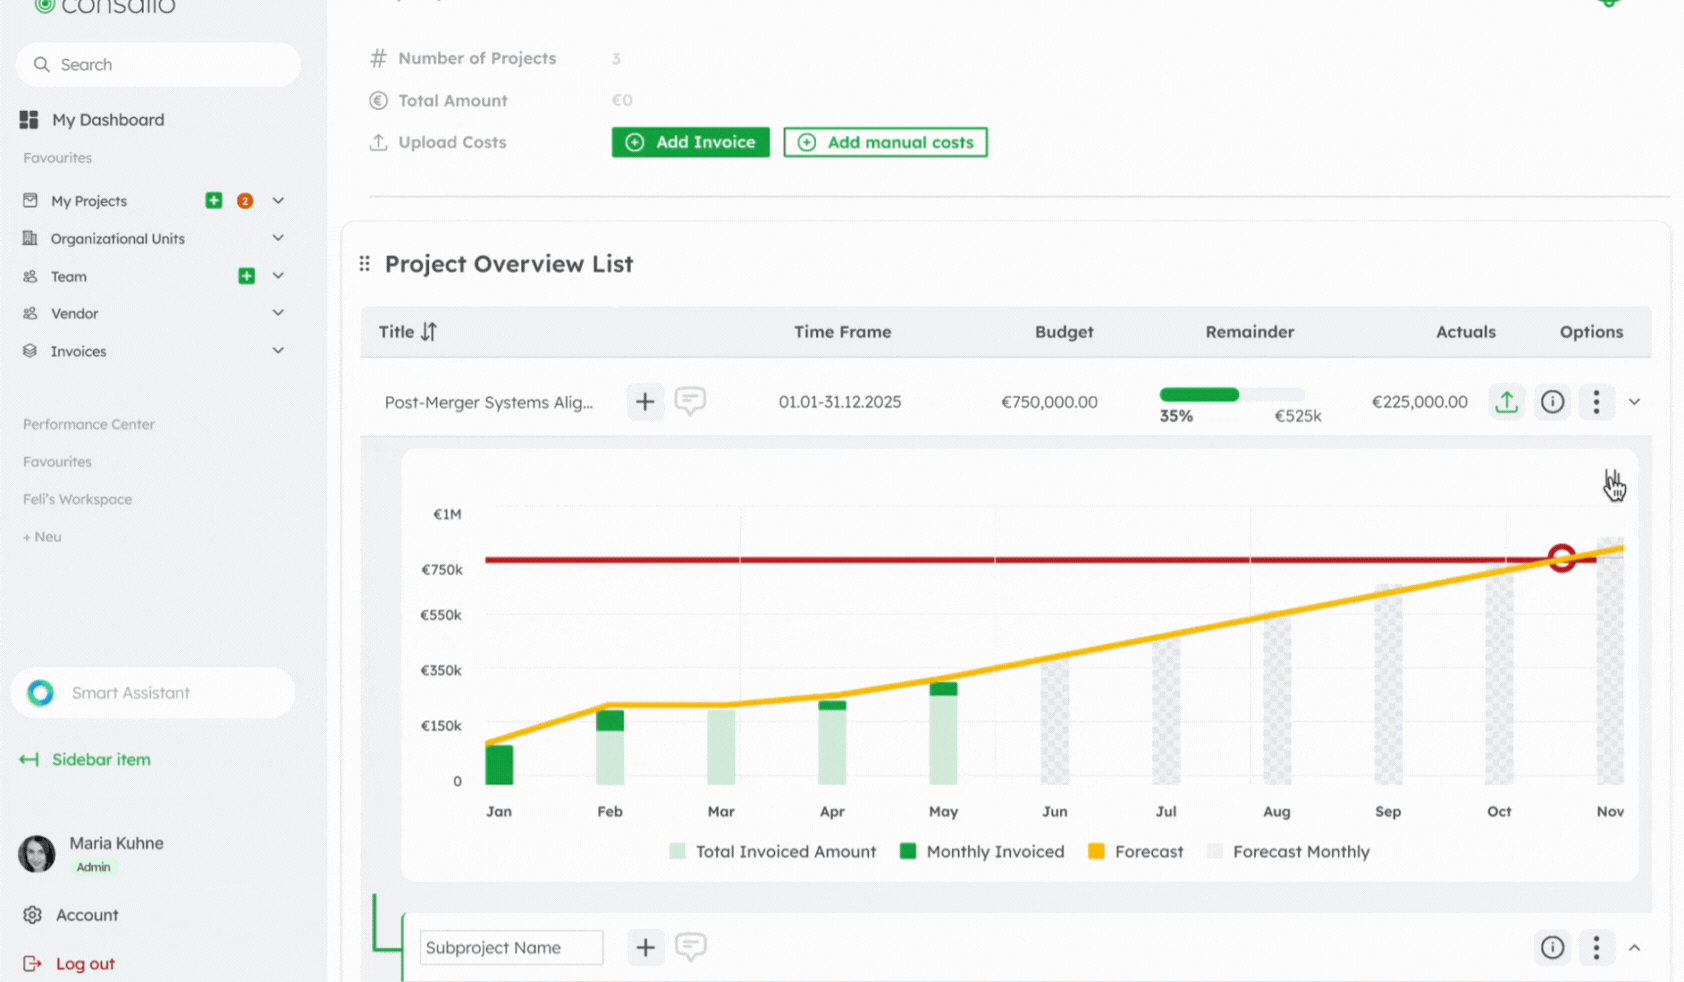 consailo
Search
My Dashboard
Favourites
My Projects 2
Organizational Units
Team
Vendor
Invoices
Performance Center
Favourites
Feli's Workspace
+ Neu
Smart Assistant
Sidebar item
Maria Kuhne
Admin
Account
Log out
Number of Projects 3
Total Amount €0
Upload Costs Add Invoice Add manual costs
Project Overview List
Title Time Frame Budget Remainder Actuals Options
Post-Merger Systems Alig... 01.01-31.12.2025 €750,000.00 35% €525k €225,000.00
€1M
€750k
€550k
€350k
€150k
0
Jan Feb Mar Apr May Jun Jul Aug Sep Oct Nov
Total Invoiced Amount Monthly Invoiced Forecast Forecast Monthly
Subproject Name